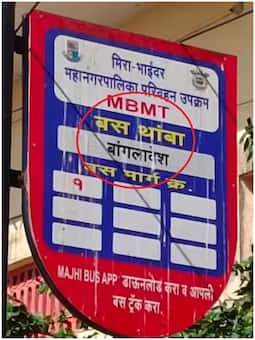 मिरा-भाईंदर
महानगरपालिका परिवहन उपक्रम
MBMT
बस थांबा
बांगलादेश
बस मार्ग क्र.
१
MAJHI BUS APP डाऊनलोड करा व आपली
बस ट्रॅक करा.